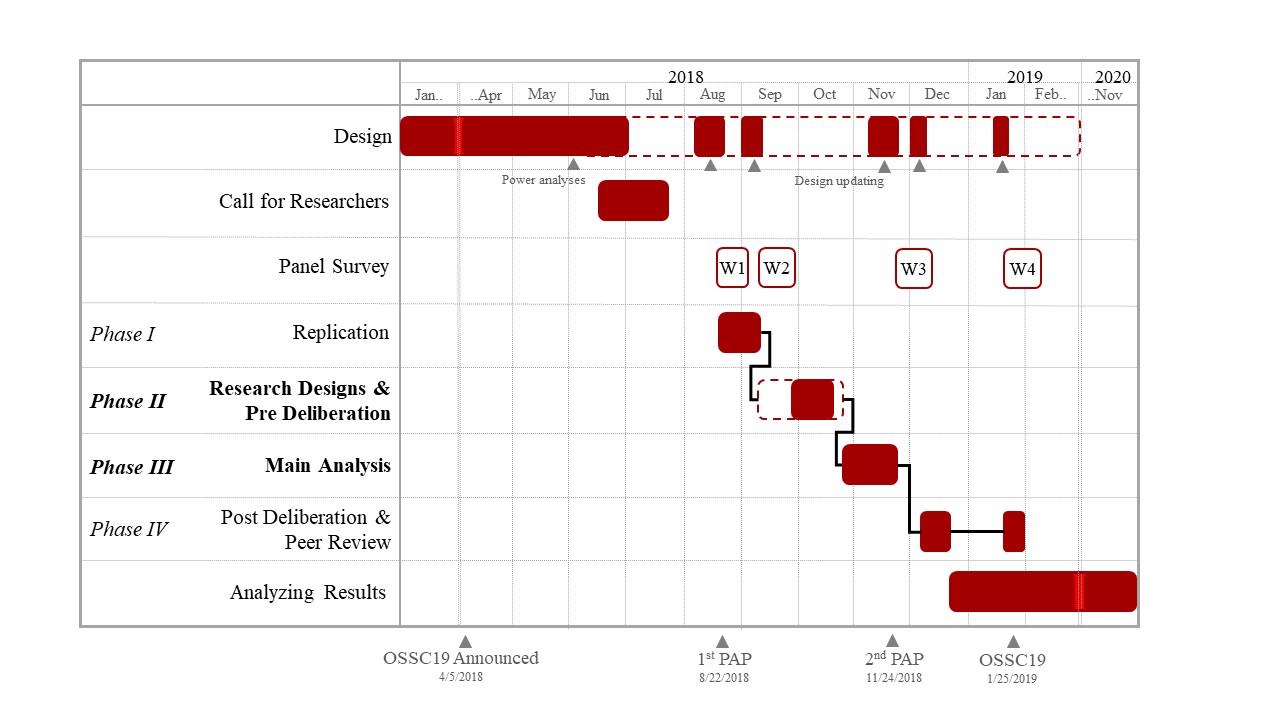 2018 2019 2020
Jan.. ..Apr May Jun Jul Aug Sep Oct Nov Dec Jan Feb.. ..Nov
Design
Power analyses
Design updating
Call for Researchers
Panel Survey W1 W2 W3 W4
Phase I Replication
Phase II Research Designs &
Pre Deliberation
Phase III Main Analysis
Phase IV Post Deliberation &
Peer Review
Analyzing Results
OSSC19 Announced 1st PAP 2nd PAP OSSC19
4/5/2018 8/22/2018 11/24/2018 1/25/2019